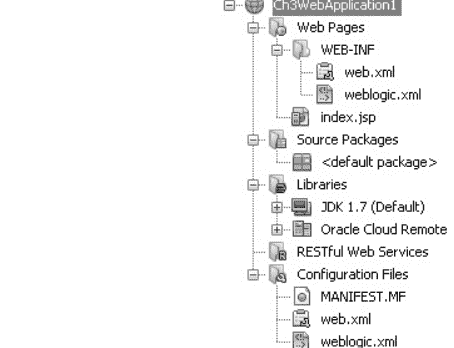 Ch3WebApplication1
Web Pages
WEB-INF
web.xml
weblogic.xml
index.jsp
Source Packages
<default package>
Libraries
JDK 1.7 (Default)
Oracle Cloud Remote
RESTful Web Services
Configuration Files
MANIFEST.MF
web.xml
weblogic.xml